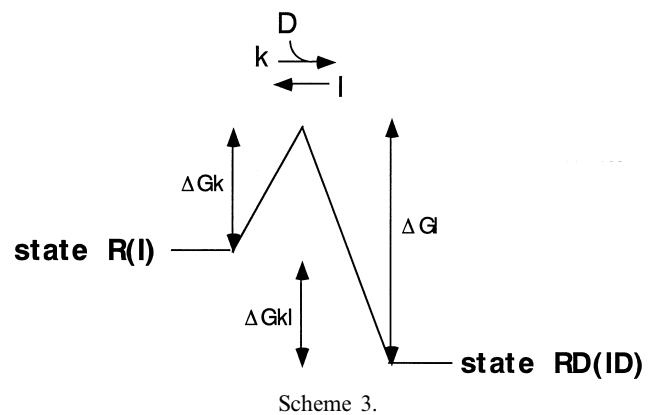 D
k
l
ΔGk
ΔGl
state R(I)
ΔGkl
state RD(ID)
Scheme 3.